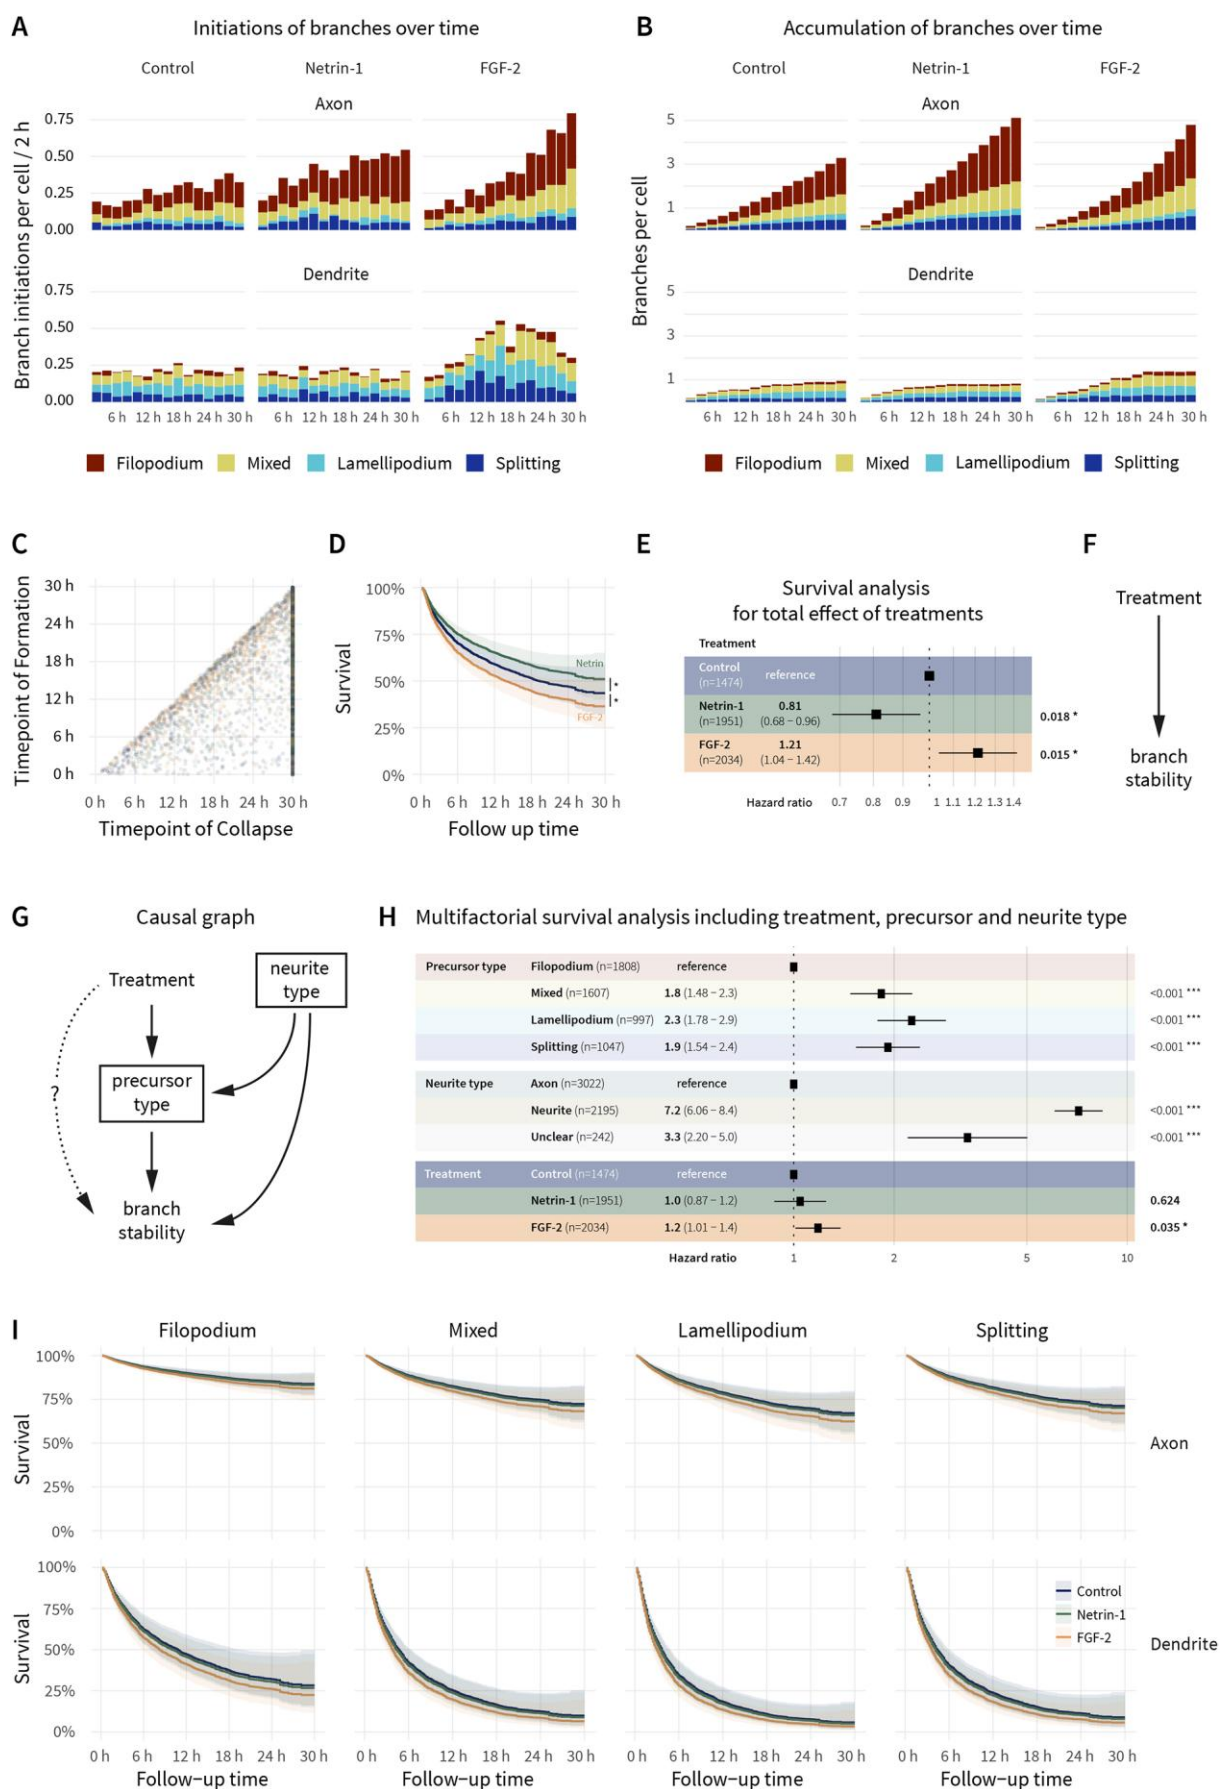 A
Initiations of branches over time
Control
Netrin-1
FGF-2
Axon
Branch initiations per cell / 2 h
0.75
0.50
0.25
0.00
Dendrite
0.75
0.50
0.25
0.00
6 h 12 h 18 h 24 h 30 h
6 h 12 h 18 h 24 h 30 h
6 h 12 h 18 h 24 h 30 h
Filopodium Mixed Lamellipodium Splitting
B
Accumulation of branches over time
Control
Netrin-1
FGF-2
Axon
Branches per cell
5
3
1
Dendrite
5
3
1
6 h 12 h 18 h 24 h 30 h
6 h 12 h 18 h 24 h 30 h
6 h 12 h 18 h 24 h 30 h
Filopodium Mixed Lamellipodium Splitting
C
Timepoint of Formation
30 h
24 h
18 h
12 h
6 h
0 h
0 h 6 h 12 h 18 h 24 h 30 h
Timepoint of Collapse
D
Survival
100%
75%
50%
25%
0%
Netrin
*
*
FGF-2
0 h 6 h 12 h 18 h 24 h 30 h
Follow up time
E
Survival analysis
for total effect of treatments
Treatment
Control
(n=1474)
reference
Netrin-1
(n=1951)
0.81
(0.68 – 0.96)
0.018 *
FGF-2
(n=2034)
1.21
(1.04 – 1.42)
0.015 *
Hazard ratio 0.7 0.8 0.9 1 1.1 1.2 1.3 1.4
F
Treatment
branch
stability
G
Causal graph
Treatment
neurite
type
precursor
type
?
branch
stability
H
Multifactorial survival analysis including treatment, precursor and neurite type
Precursor type Filopodium (n=1808) reference
Mixed (n=1607) 1.8 (1.48 – 2.3) <0.001 ***
Lamellipodium (n=997) 2.3 (1.78 – 2.9) <0.001 ***
Splitting (n=1047) 1.9 (1.54 – 2.4) <0.001 ***
Neurite type Axon (n=3022) reference
Neurite (n=2195) 7.2 (6.06 – 8.4) <0.001 ***
Unclear (n=242) 3.3 (2.20 – 5.0) <0.001 ***
Treatment Control (n=1474) reference
Netrin-1 (n=1951) 1.0 (0.87 – 1.2) 0.624
FGF-2 (n=2034) 1.2 (1.01 – 1.4) 0.035 *
Hazard ratio 1 2 5 10
I
Filopodium
Mixed
Lamellipodium
Splitting
Survival
100%
75%
50%
25%
0%
Axon
Survival
100%
75%
50%
25%
0%
Control
Netrin-1
FGF-2
Dendrite
0 h 6 h 12 h 18 h 24 h 30 h
0 h 6 h 12 h 18 h 24 h 30 h
0 h 6 h 12 h 18 h 24 h 30 h
0 h 6 h 12 h 18 h 24 h 30 h
Follow–up time
Follow–up time
Follow–up time
Follow–up time